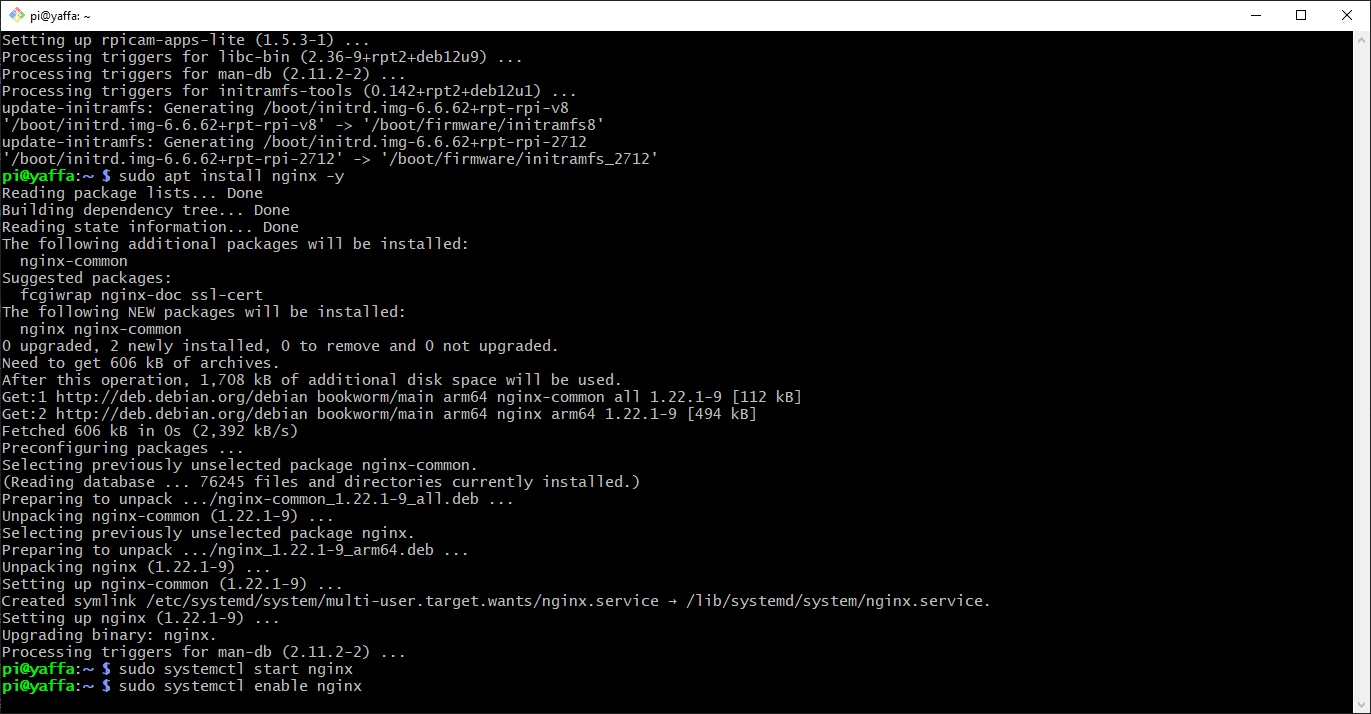 pi@yaffa: ~
Setting up rpicam-apps-lite (1.5.3-1) ...
Processing triggers for libc-bin (2.36-9+rpt2+deb12u9) ...
Processing triggers for man-db (2.11.2-2) ...
Processing triggers for initramfs-tools (0.142+rpt2+deb12u1) ...
update-initramfs: Generating /boot/initrd.img-6.6.62+rpt-rpi-v8
'/boot/initrd.img-6.6.62+rpt-rpi-v8' -> '/boot/firmware/initramfs8'
update-initramfs: Generating /boot/initrd.img-6.6.62+rpt-rpi-2712
'/boot/initrd.img-6.6.62+rpt-rpi-2712' -> '/boot/firmware/initramfs_2712'
pi@yaffa:~ $ sudo apt install nginx -y
Reading package lists... Done
Building dependency tree... Done
Reading state information... Done
The following additional packages will be installed:
  nginx-common
Suggested packages:
  fcgiwrap nginx-doc ssl-cert
The following NEW packages will be installed:
  nginx nginx-common
0 upgraded, 2 newly installed, 0 to remove and 0 not upgraded.
Need to get 606 kB of archives.
After this operation, 1,708 kB of additional disk space will be used.
Get:1 http://deb.debian.org/debian bookworm/main arm64 nginx-common all 1.22.1-9 [112 kB]
Get:2 http://deb.debian.org/debian bookworm/main arm64 nginx arm64 1.22.1-9 [494 kB]
Fetched 606 kB in 0s (2,392 kB/s)
Preconfiguring packages ...
Selecting previously unselected package nginx-common.
(Reading database ... 76245 files and directories currently installed.)
Preparing to unpack .../nginx-common_1.22.1-9_all.deb ...
Unpacking nginx-common (1.22.1-9) ...
Selecting previously unselected package nginx.
Preparing to unpack .../nginx_1.22.1-9_arm64.deb ...
Unpacking nginx (1.22.1-9) ...
Setting up nginx-common (1.22.1-9) ...
Created symlink /etc/systemd/system/multi-user.target.wants/nginx.service → /lib/systemd/system/nginx.service.
Setting up nginx (1.22.1-9) ...
Upgrading binary: nginx.
Processing triggers for man-db (2.11.2-2) ...
pi@yaffa:~ $ sudo systemctl start nginx
pi@yaffa:~ $ sudo systemctl enable nginx